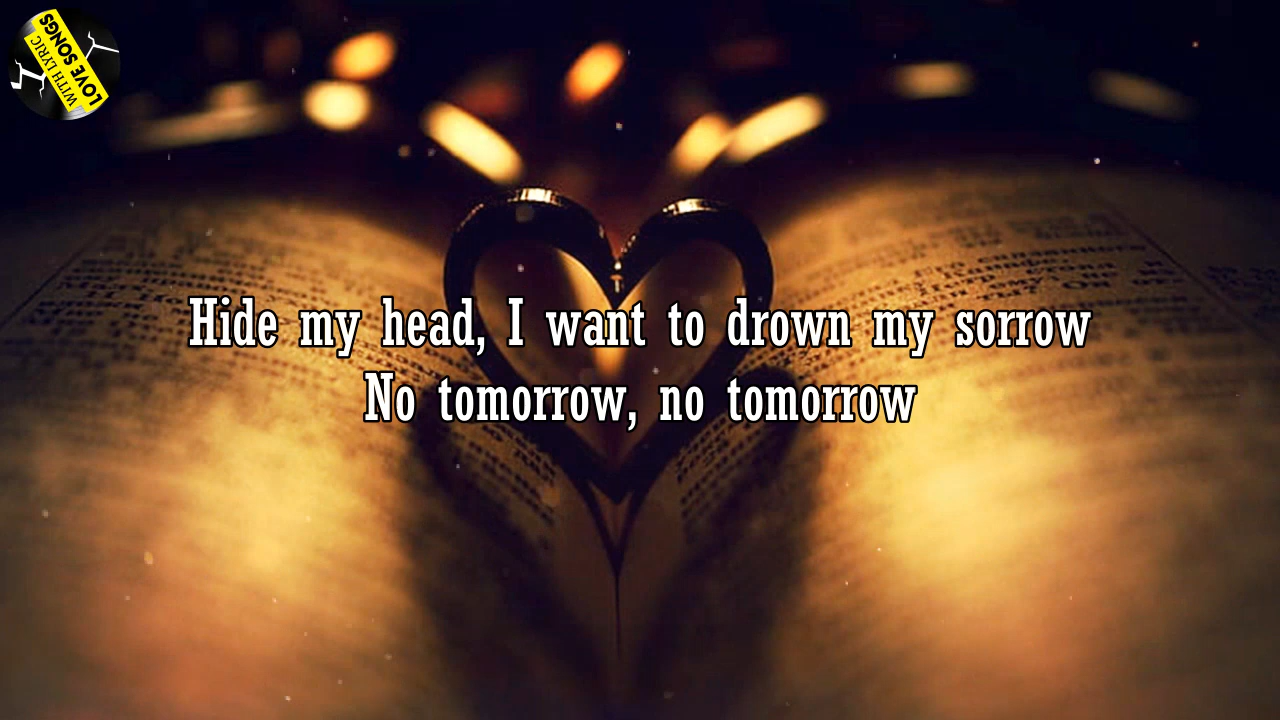 LOVE SONGS
WITH LYRIC
Hide my head, I want to drown my sorrow
No tomorrow, no tomorrow